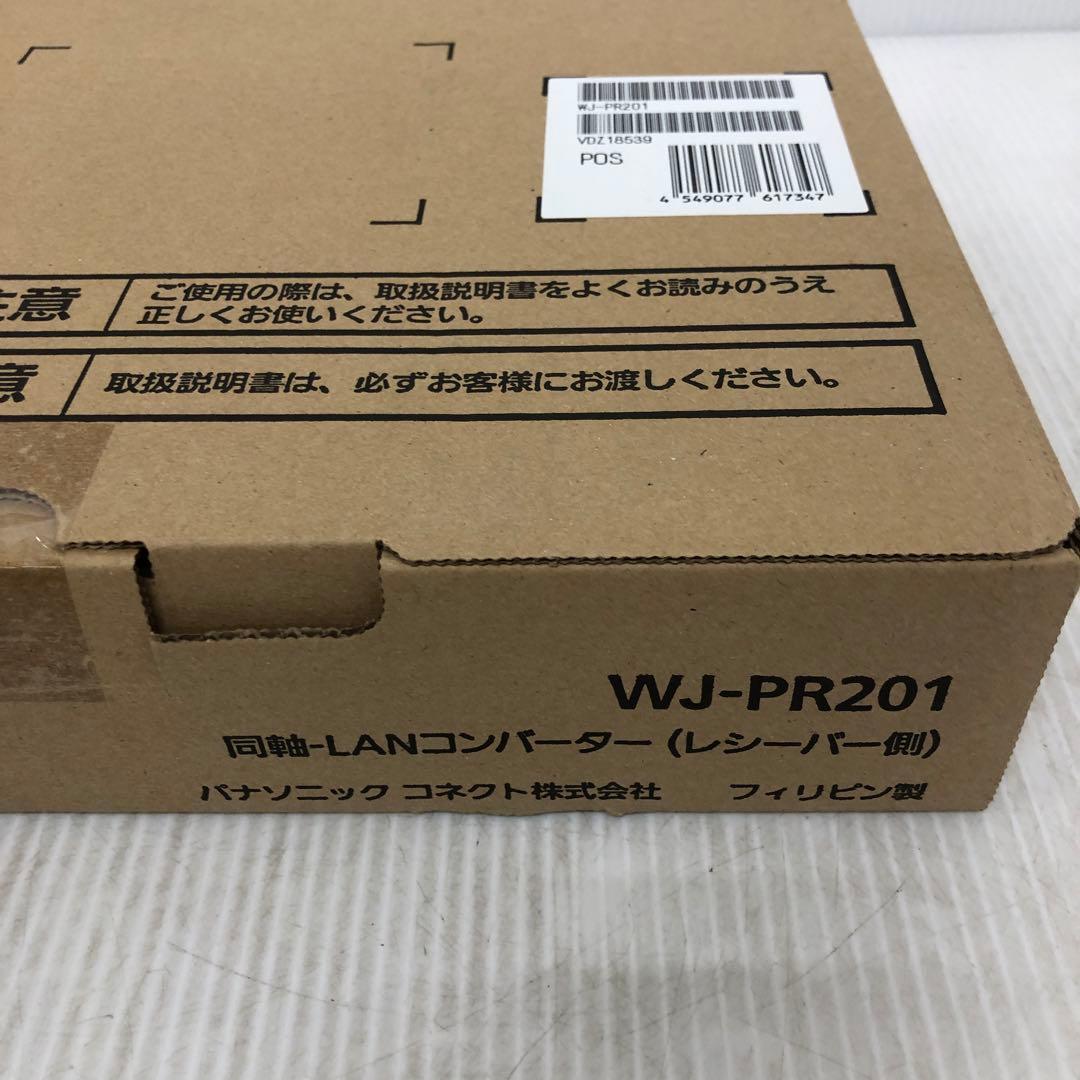 WJ-PR201
VDZ18539
POS
4 549077 617347
注意
ご使用の際は、取扱説明書をよくお読みのうえ
正しくお使いください。
意
取扱説明書は、必ずお客様にお渡しください。
WJ-PR201
同軸-LANコンバーター (レシーバー側)
パナソニック コネクト株式会社 フィリピン製